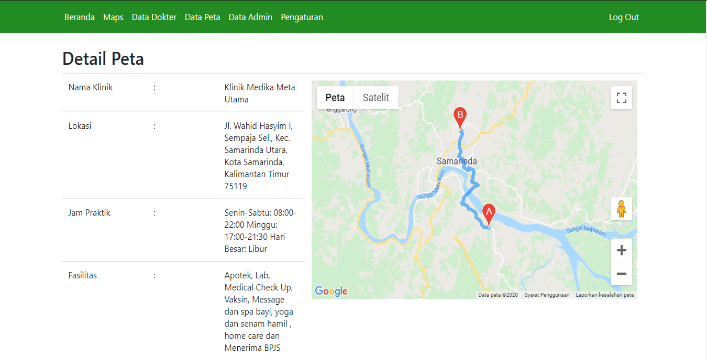 Beranda Maps Data Dokter Data Peta Data Admin Pengaturan Log Out
Detail Peta
Nama Klinik : Klinik Medika Meta
Utama
Lokasi : Jl. Wahid Hasyim I,
Sempaja Sel., Kec.
Samarinda Utara,
Kota Samarinda,
Kalimantan Timur
75119
Jam Praktik : Senin-Sabtu: 08:00-
22:00 Minggu:
17:00-21:30 Hari
Besar: Libur
Fasilitas : Apotek, Lab,
Medical Check Up,
Vaksin, Message
dan spa bayi, yoga
dan senam hamil ,
home care dan
Menerima BPJS
Peta Satelit
B
Samarinda
A
Google
Data peta ©2020 Syarat Penggunaan Laporkan kesalahan peta